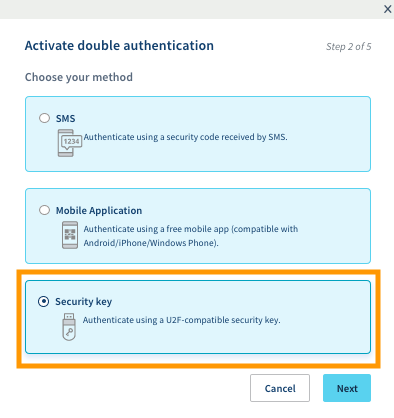 Activate double authentication
Step 2 of 5
Choose your method
SMS
1234
Authenticate using a security code received by SMS.
Mobile Application
Authenticate using a free mobile app (compatible with
Android/iPhone/Windows Phone).
Security key
Authenticate using a U2F-compatible security key.
Cancel
Next